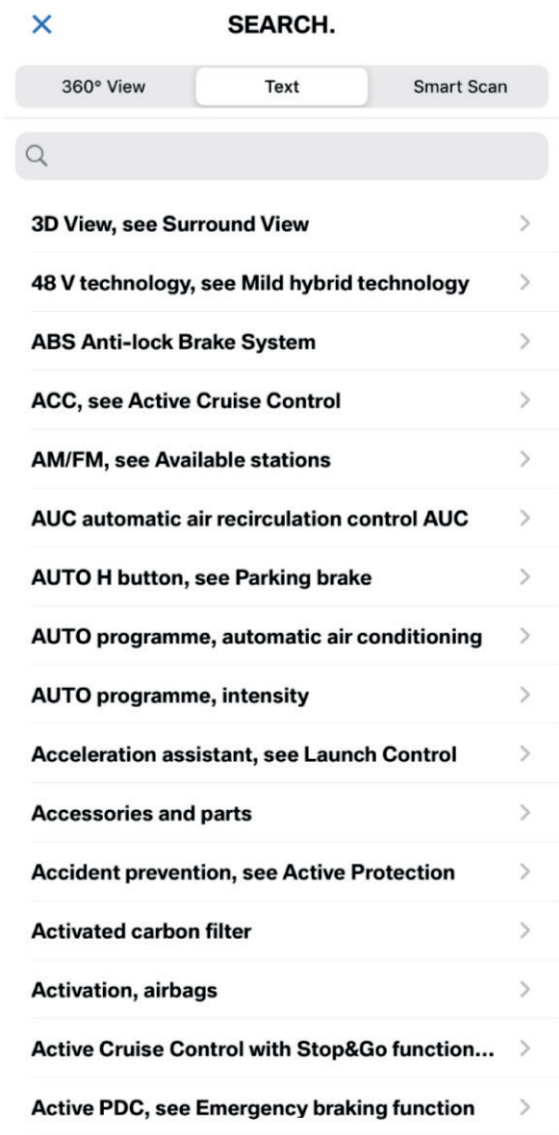 SEARCH.
360° View Text Smart Scan
3D View, see Surround View
48 V technology, see Mild hybrid technology
ABS Anti-lock Brake System
ACC, see Active Cruise Control
AM/FM, see Available stations
AUC automatic air recirculation control AUC
AUTO H button, see Parking brake
AUTO programme, automatic air conditioning
AUTO programme, intensity
Acceleration assistant, see Launch Control
Accessories and parts
Accident prevention, see Active Protection
Activated carbon filter
Activation, airbags
Active Cruise Control with Stop&Go function...
Active PDC, see Emergency braking function